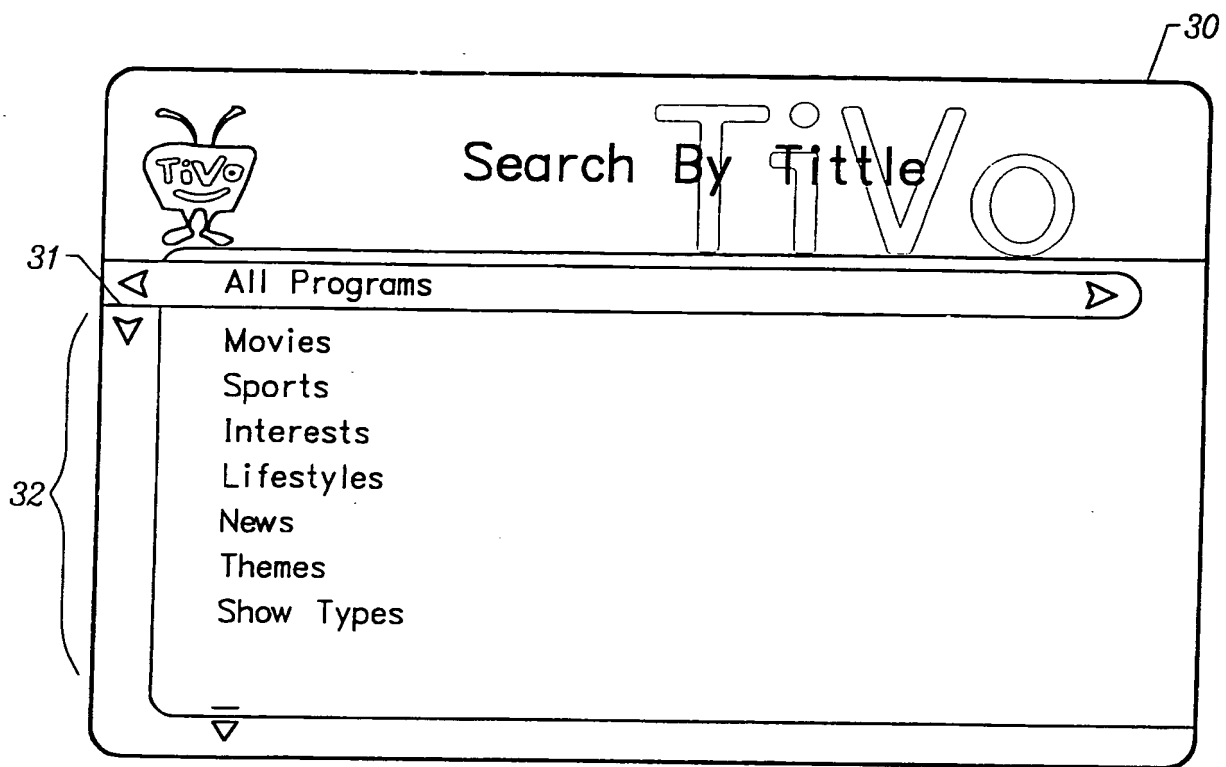 30
TiVo
TiVo
Search By Tittle
31
All Programs
Movies
Sports
Interests
Lifestyles
32
News
Themes
Show Types